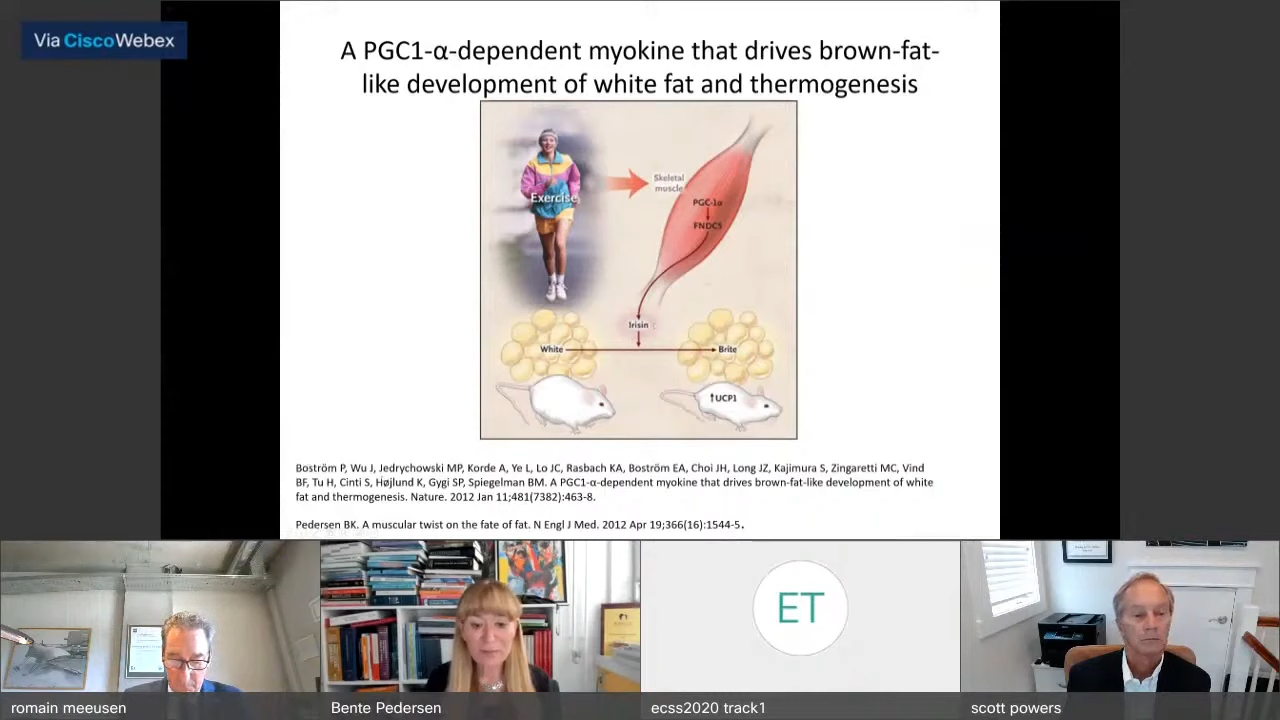 Via Cisco Webex
A PGC1-α-dependent myokine that drives brown-fat-
like development of white fat and thermogenesis
Exercise
Skeletal
muscle
PGC-1α
FNDC5
Irisin
White
Brite
↑UCP1
Boström P, Wu J, Jedrychowski MP, Korde A, Ye L, Lo JC, Rasbach KA, Boström EA, Choi JH, Long JZ, Kajimura S, Zingaretti MC, Vind
BF, Tu H, Cinti S, Højlund K, Gygi SP, Spiegelman BM. A PGC1-α-dependent myokine that drives brown-fat-like development of white
fat and thermogenesis. Nature. 2012 Jan 11;481(7382):463-8.
Pedersen BK. A muscular twist on the fate of fat. N Engl J Med. 2012 Apr 19;366(16):1544-5.
ET
romain meeusen
Bente Pedersen
ecss2020 track1
scott powers